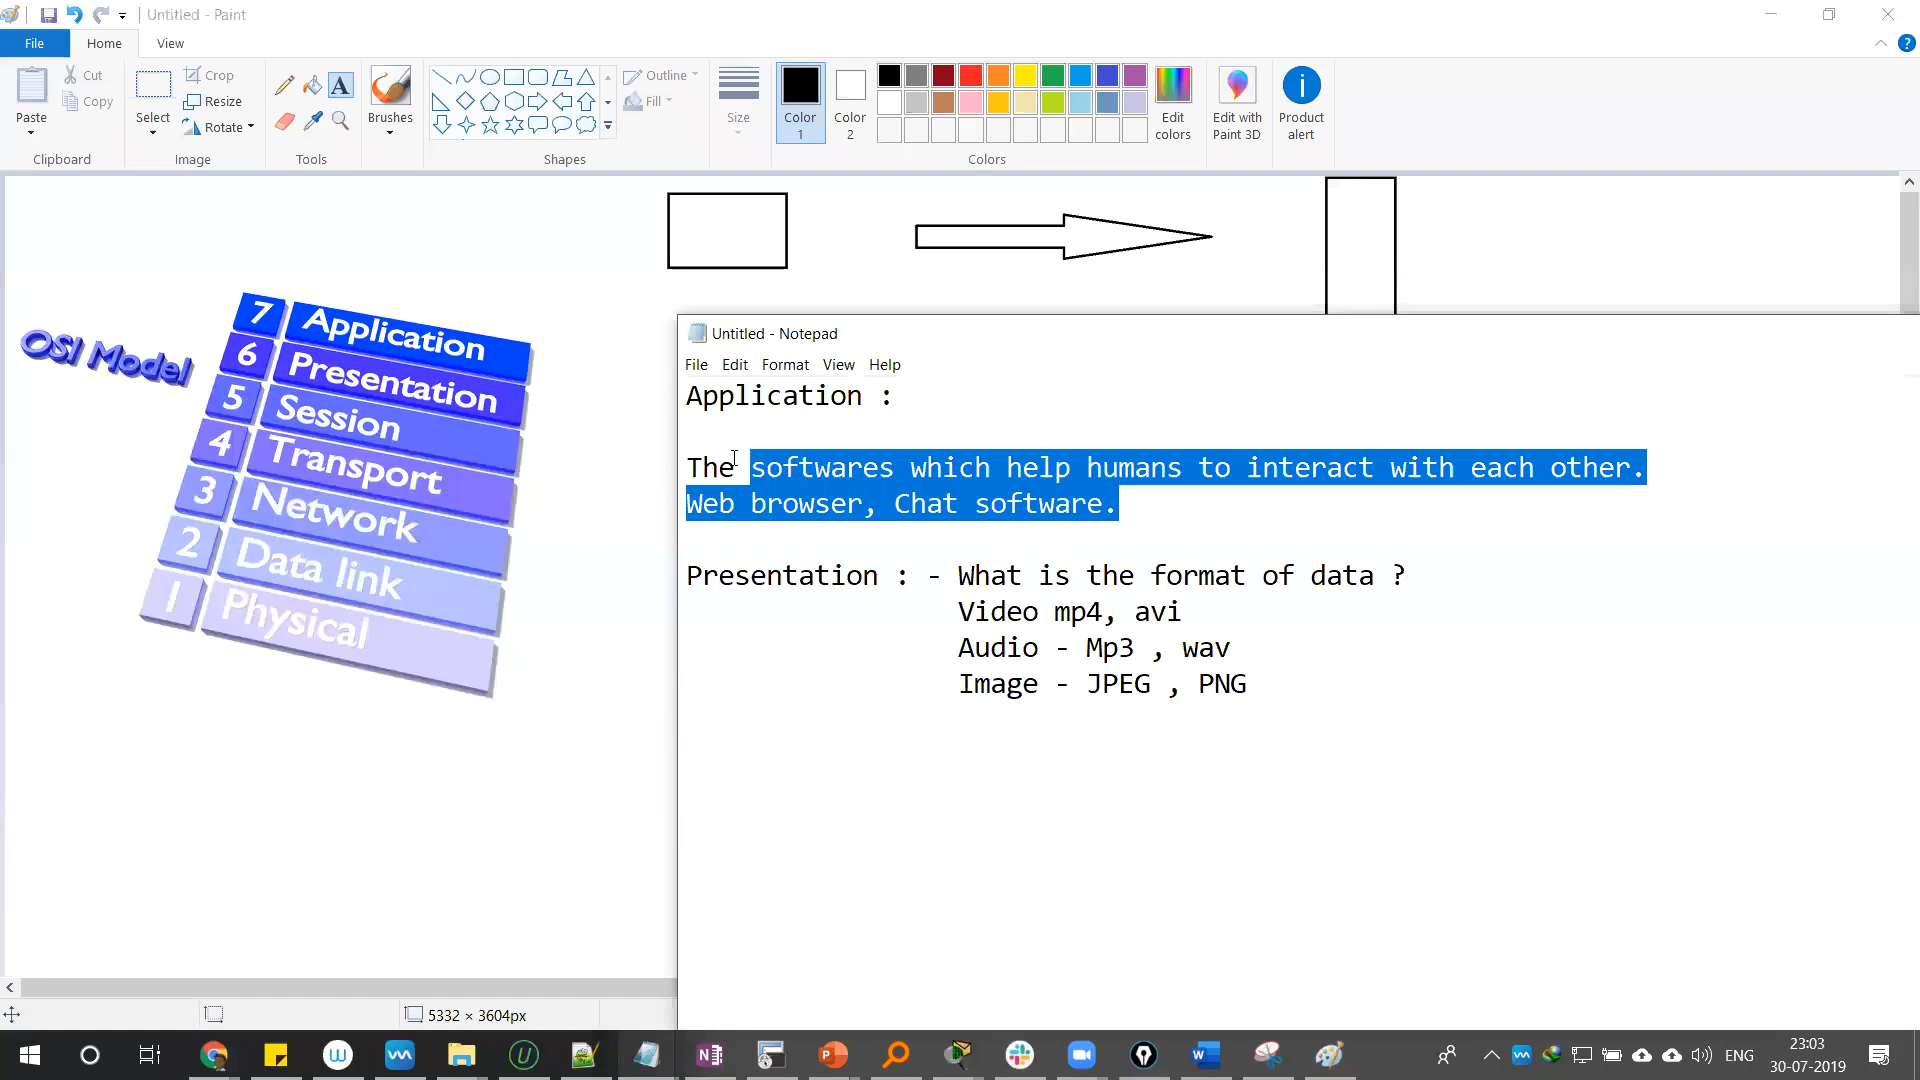 Untitled - Paint
File
Home
View
Paste
Cut
Copy
Clipboard
Select
Crop
Resize
Rotate
Image
Tools
Brushes
Shapes
Outline
Fill
Size
Color
1
Color
2
Colors
Edit
colors
Edit with
Paint 3D
Product
alert
OSI Model
7 Application
6 Presentation
5 Session
4 Transport
3 Network
2 Data link
1 Physical
Untitled - Notepad
File Edit Format View Help
Application :
The softwares which help humans to interact with each other.
Web browser, Chat software.
Presentation : - What is the format of data ?
Video mp4, avi
Audio - Mp3 , wav
Image - JPEG , PNG
5332 × 3604px
ENG
23:03
30-07-2019